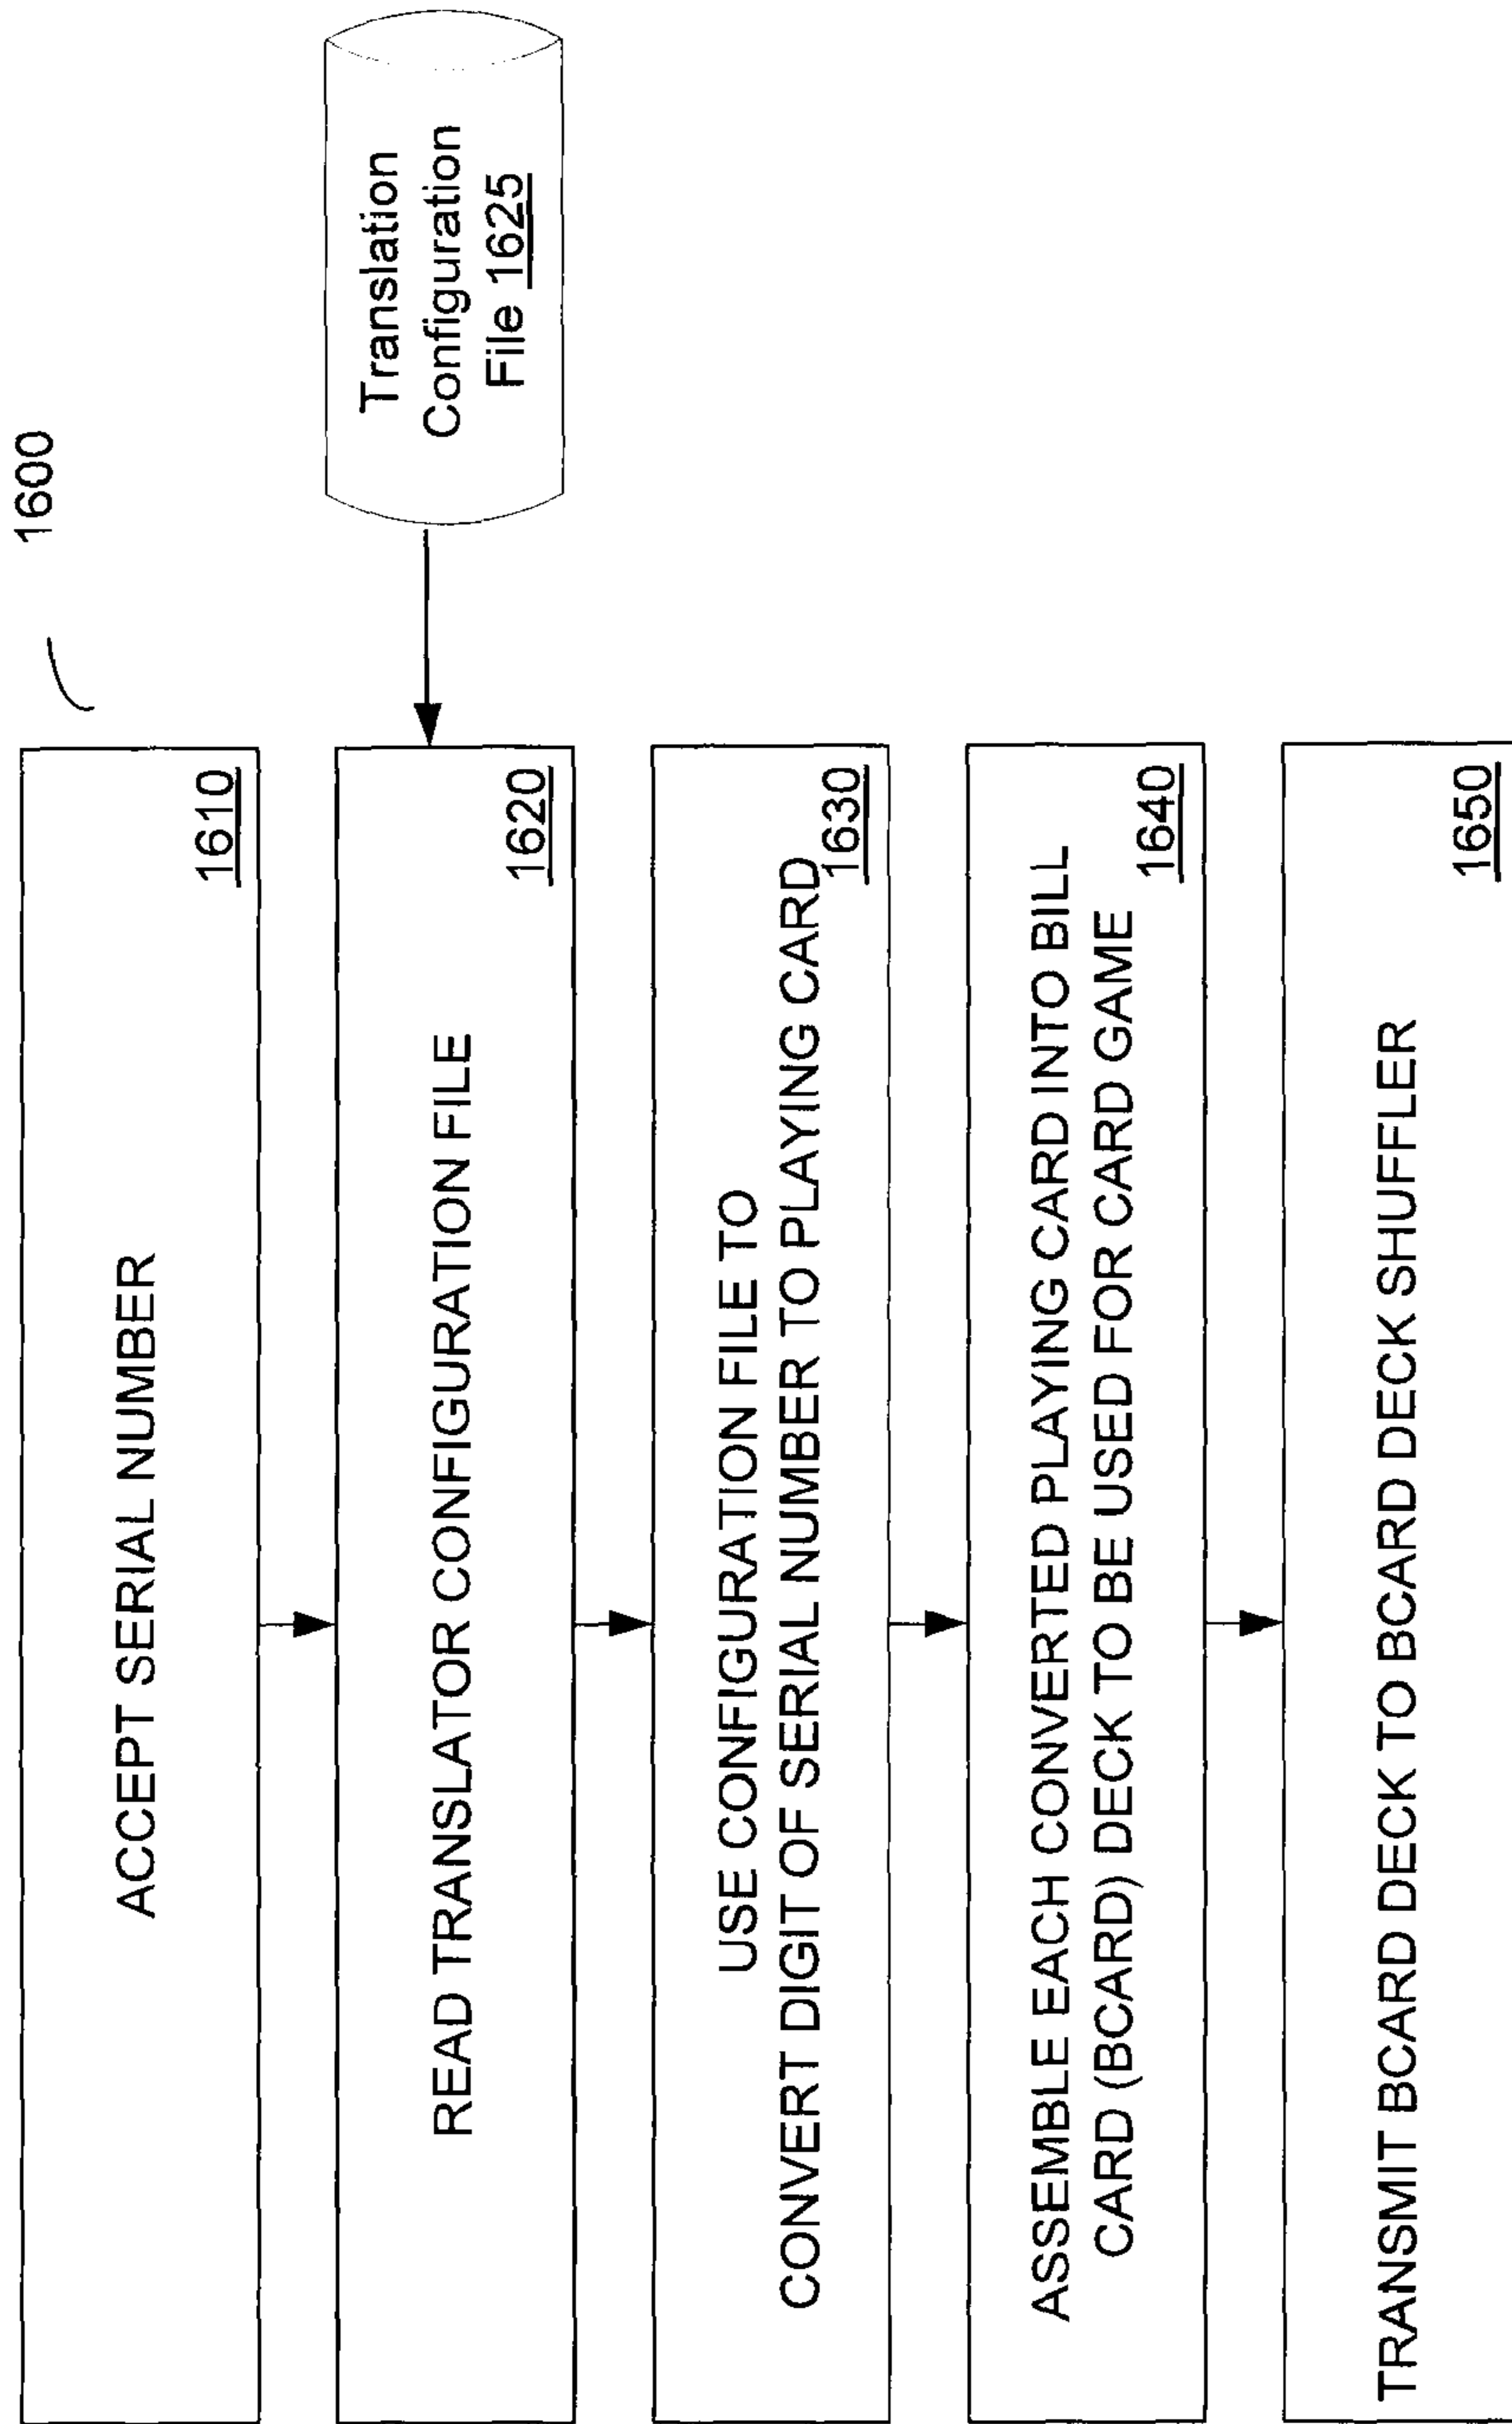 1600
ACCEPT SERIAL NUMBER
1610
READ TRANSLATOR CONFIGURATION FILE
1620
Translation
Configuration
File 1625
USE CONFIGURATION FILE TO
CONVERT DIGIT OF SERIAL NUMBER TO PLAYING CARD
1630
ASSEMBLE EACH CONVERTED PLAYING CARD INTO BILL
CARD (BCARD) DECK TO BE USED FOR CARD GAME
1640
TRANSMIT BCARD DECK TO BCARD DECK SHUFFLER
1650